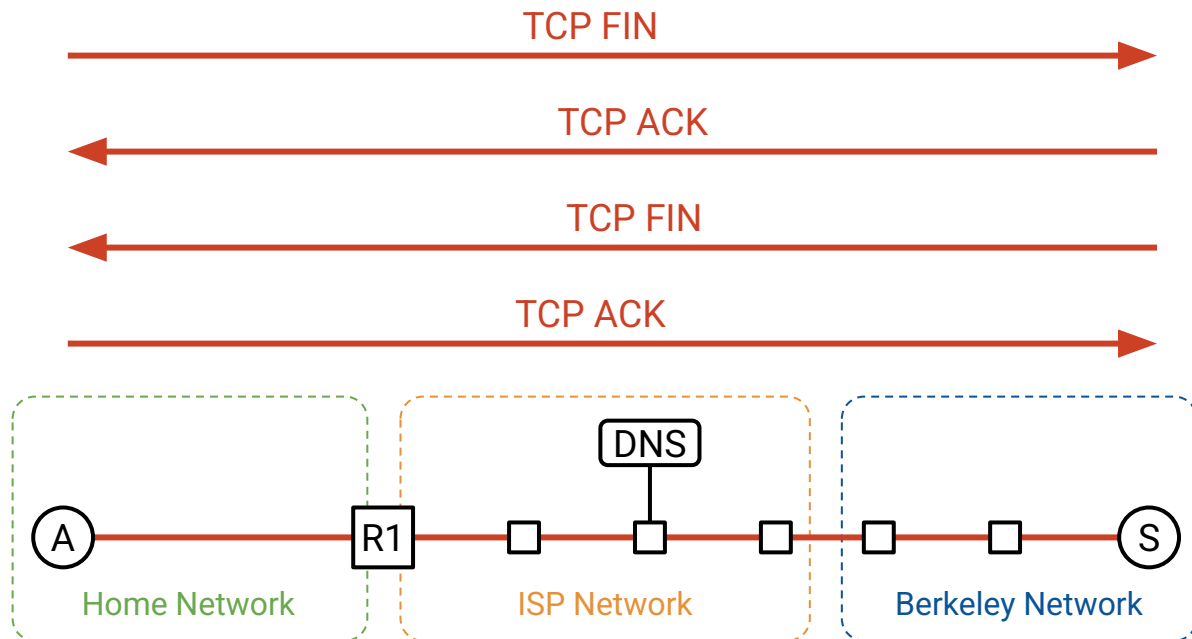 TCP FIN
TCP ACK
TCP FIN
TCP ACK
DNS
A
R1
S
Home Network
ISP Network
Berkeley Network